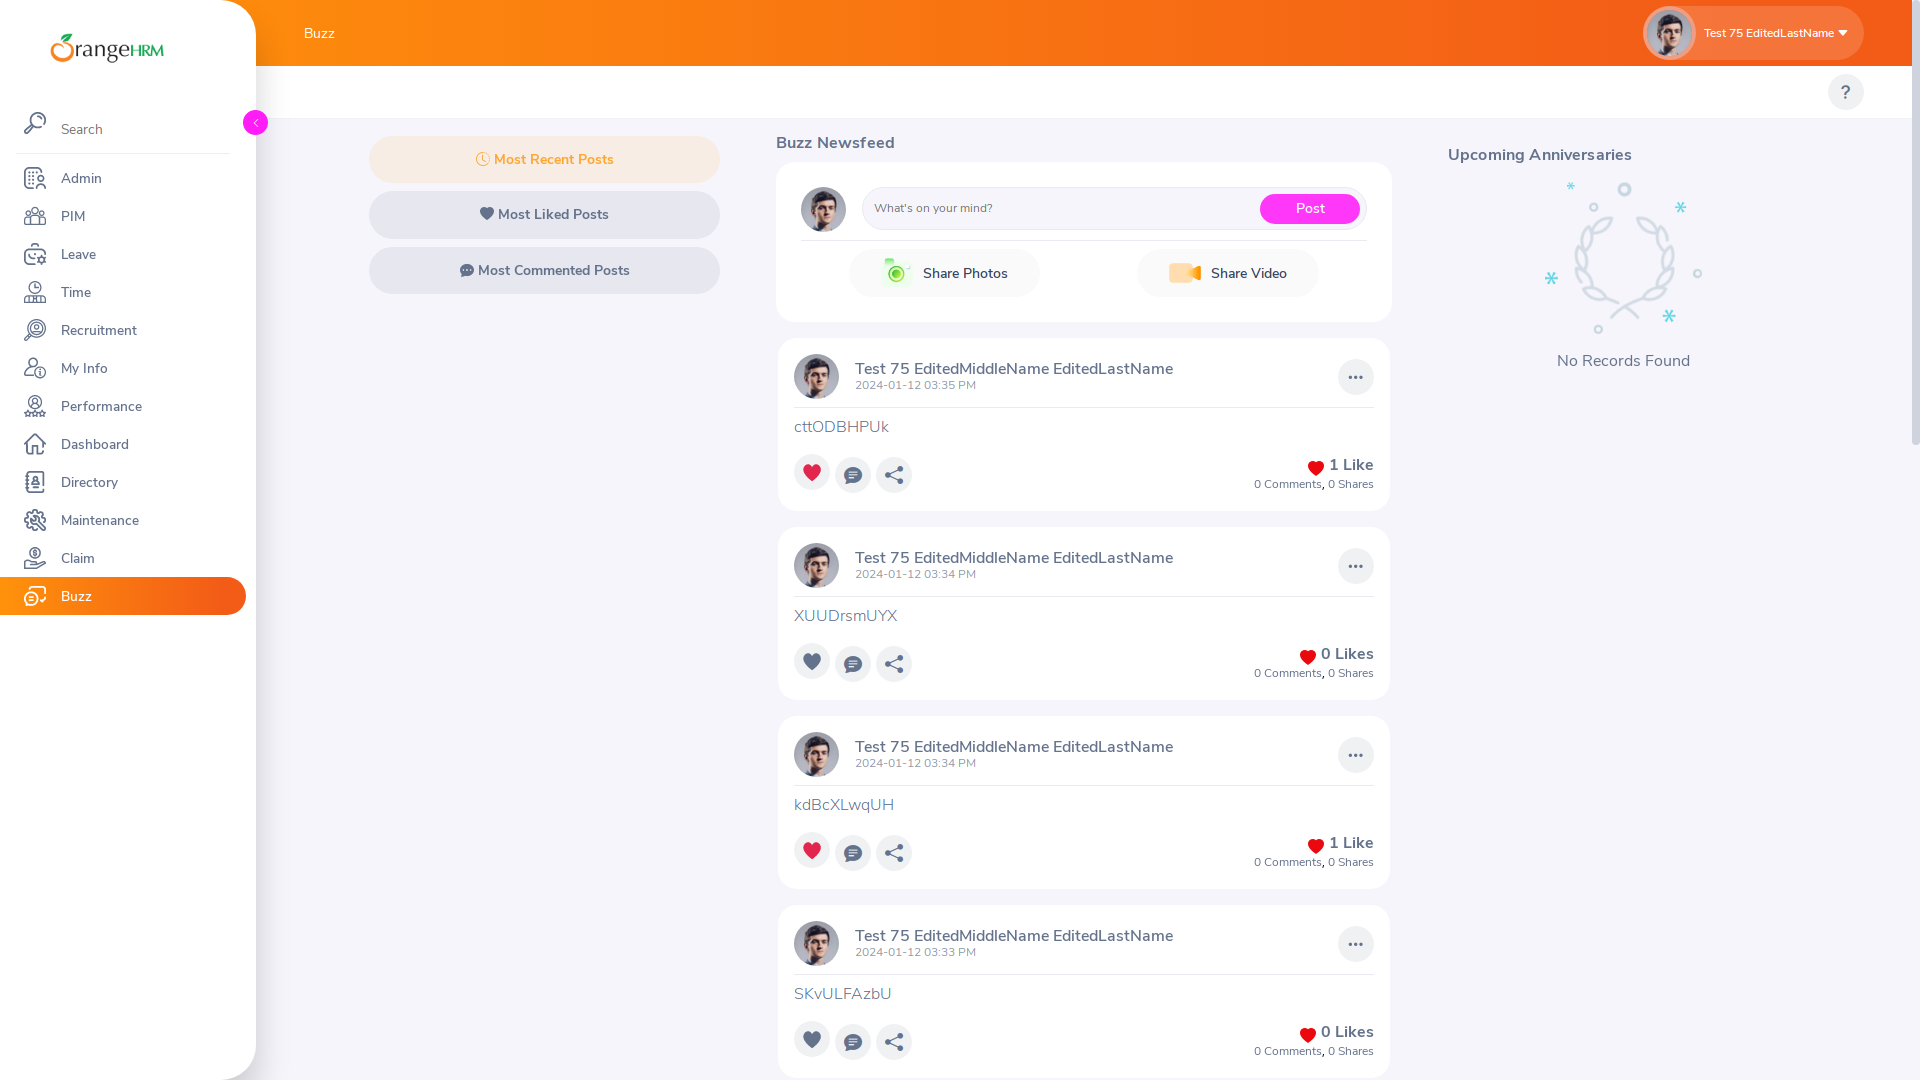 OrangeHRM
Search
Admin
PIM
Leave
Time
Recruitment
My Info
Performance
Dashboard
Directory
Maintenance
Claim
Buzz
Buzz
Test 75 EditedLastName
?
Most Recent Posts
Most Liked Posts
Most Commented Posts
Buzz Newsfeed
What's on your mind?
Post
Share Photos
Share Video
Test 75 EditedMiddleName EditedLastName
2024-01-12 03:35 PM
cttODBHPUk
1 Like
0 Comments, 0 Shares
Test 75 EditedMiddleName EditedLastName
2024-01-12 03:34 PM
XUUDrsmUYX
0 Likes
0 Comments, 0 Shares
Test 75 EditedMiddleName EditedLastName
2024-01-12 03:34 PM
kdBcXLwqUH
1 Like
0 Comments, 0 Shares
Test 75 EditedMiddleName EditedLastName
2024-01-12 03:33 PM
SKvULFAzbU
0 Likes
0 Comments, 0 Shares
Upcoming Anniversaries
No Records Found